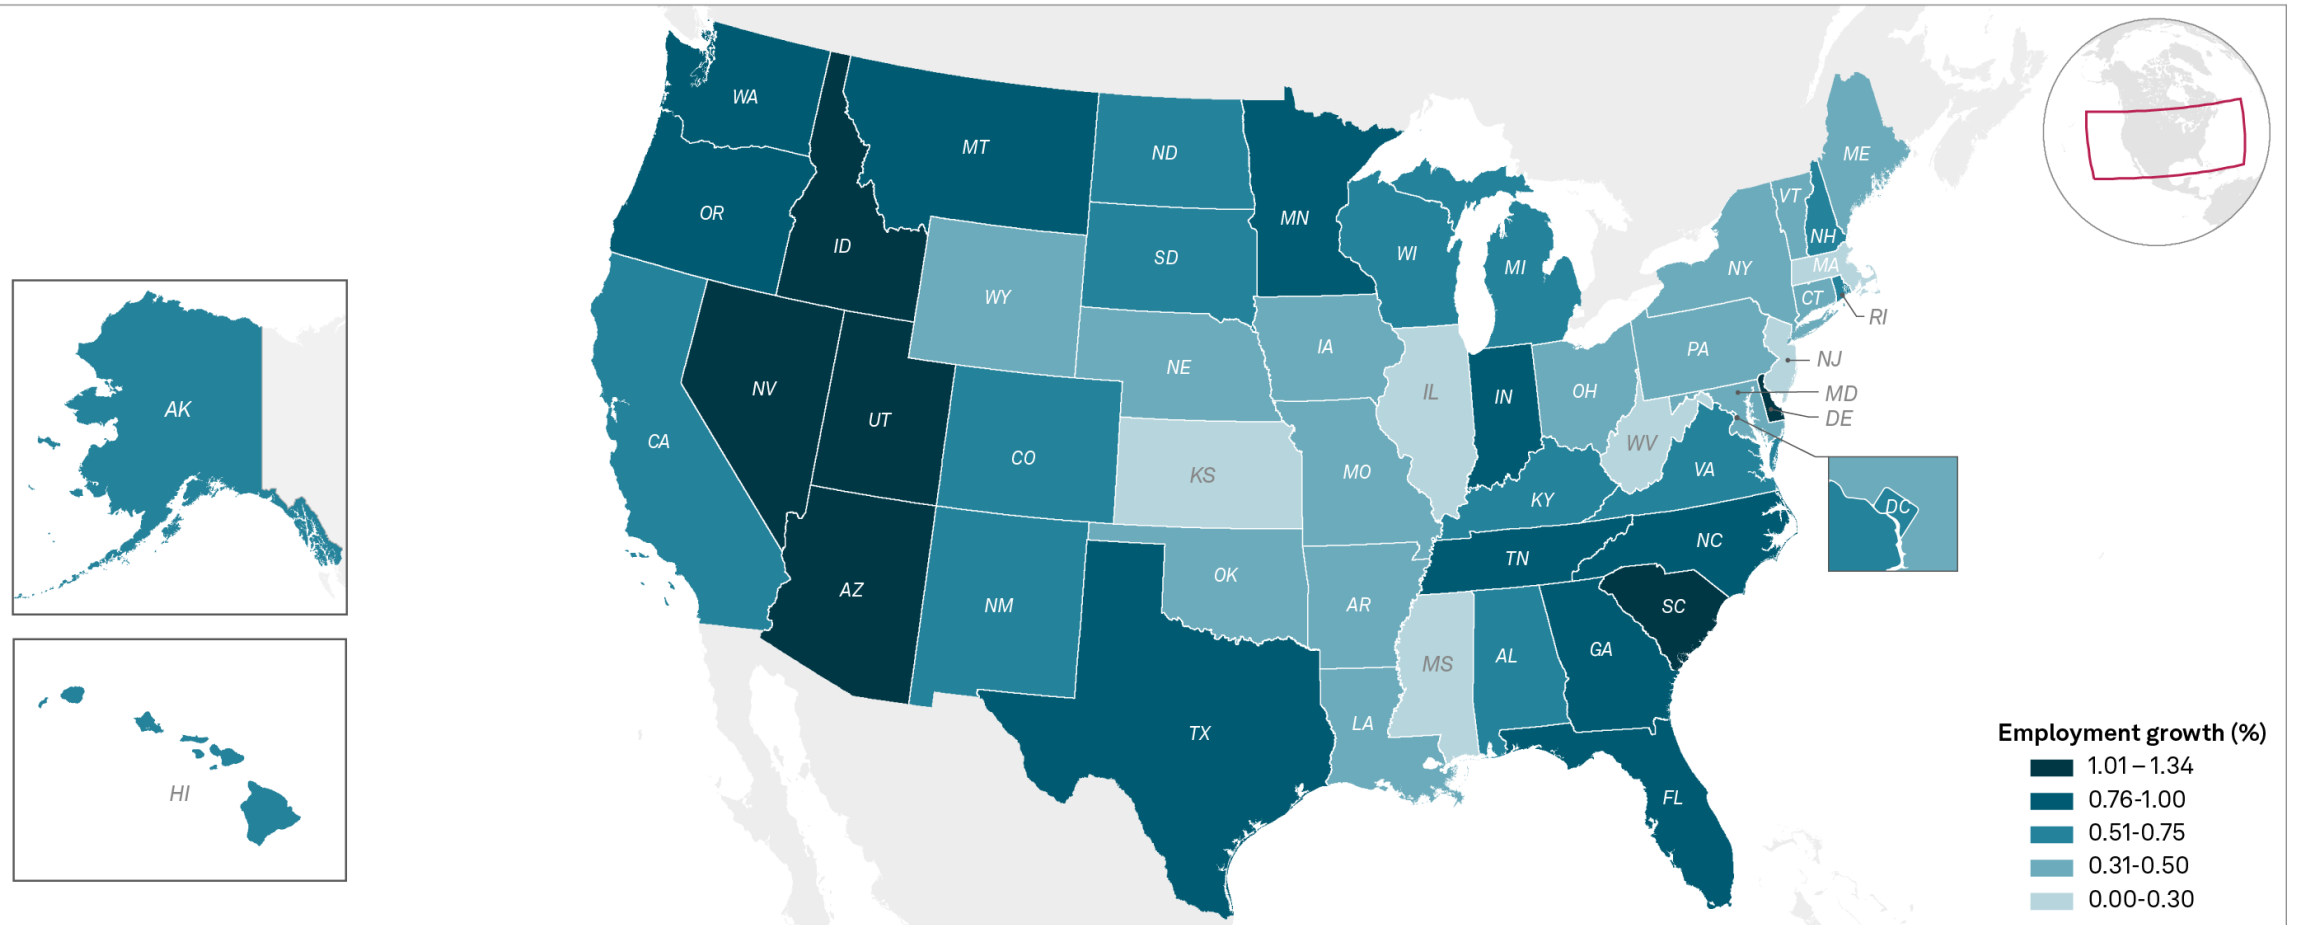 WA
MT
ND
MN
OR
ID
SD
WI
MI
ME
VT
NH
NY
MA
CT
RI
WY
NE
IA
PA
NJ
MD
DE
NV
UT
CO
KS
MO
IL
IN
OH
WV
VA
DC
KY
CA
AK
AZ
NM
OK
AR
TN
NC
SC
MS
AL
GA
LA
TX
FL
HI
Employment growth (%)
1.01 – 1.34
0.76-1.00
0.51-0.75
0.31-0.50
0.00-0.30